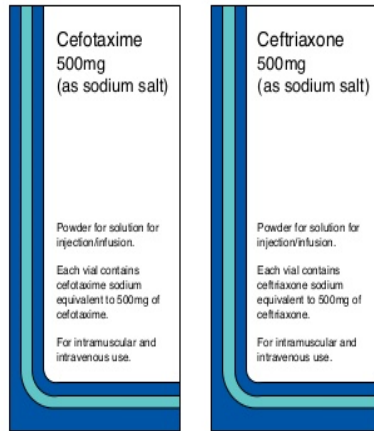 Cefotaxime
500mg
(as sodium salt)
Powder for solution for
injection/infusion.
Each vial contains
cefotaxime sodium
equivalent to 500mg of
cefotaxime.
For intramuscular and
intravenous use.
Ceftriaxone
500mg
(as sodium salt)
Powder for solution for
injection/infusion.
Each vial contains
ceftriaxone sodium
equivalent to 500mg of
ceftriaxone.
For intramuscular and
intravenous use.